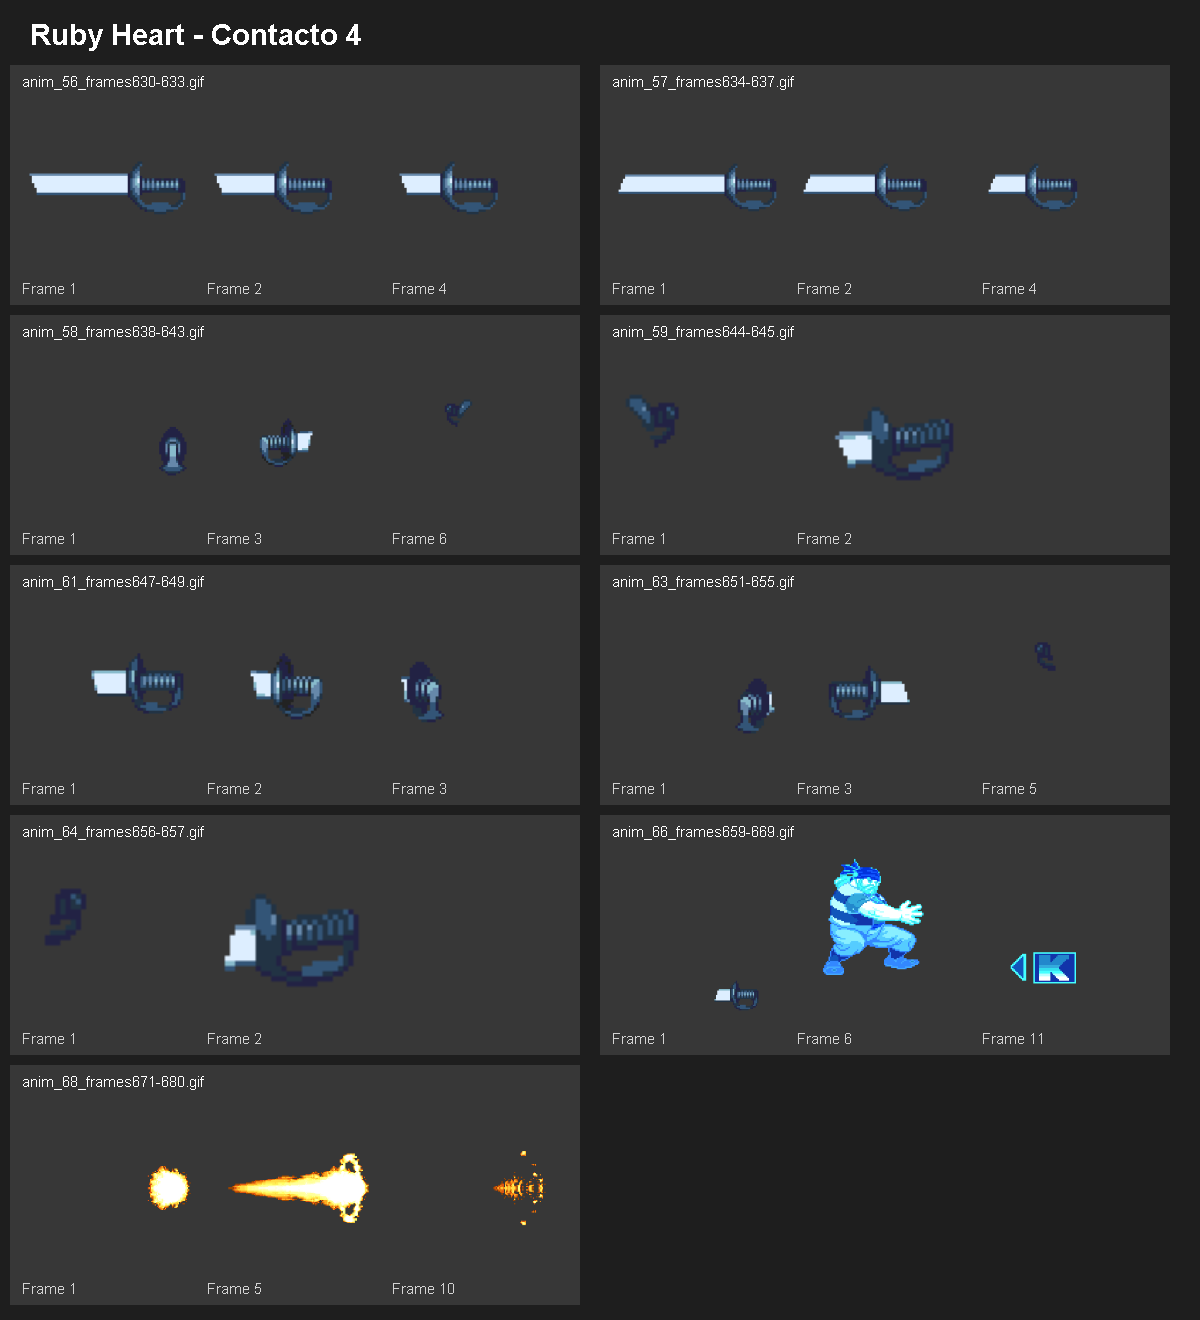 Ruby Heart - Contacto 4
anim_56_frames630-633.gif
Frame 1
Frame 2
Frame 4
anim_57_frames634-637.gif
Frame 1
Frame 2
Frame 4
anim_58_frames638-643.gif
Frame 1
Frame 3
Frame 6
anim_59_frames644-645.gif
Frame 1
Frame 2
anim_61_frames647-649.gif
Frame 1
Frame 2
Frame 3
anim_63_frames651-655.gif
Frame 1
Frame 3
Frame 5
anim_64_frames656-657.gif
Frame 1
Frame 2
anim_66_frames659-669.gif
K
Frame 1
Frame 6
Frame 11
anim_68_frames671-680.gif
Frame 1
Frame 5
Frame 10